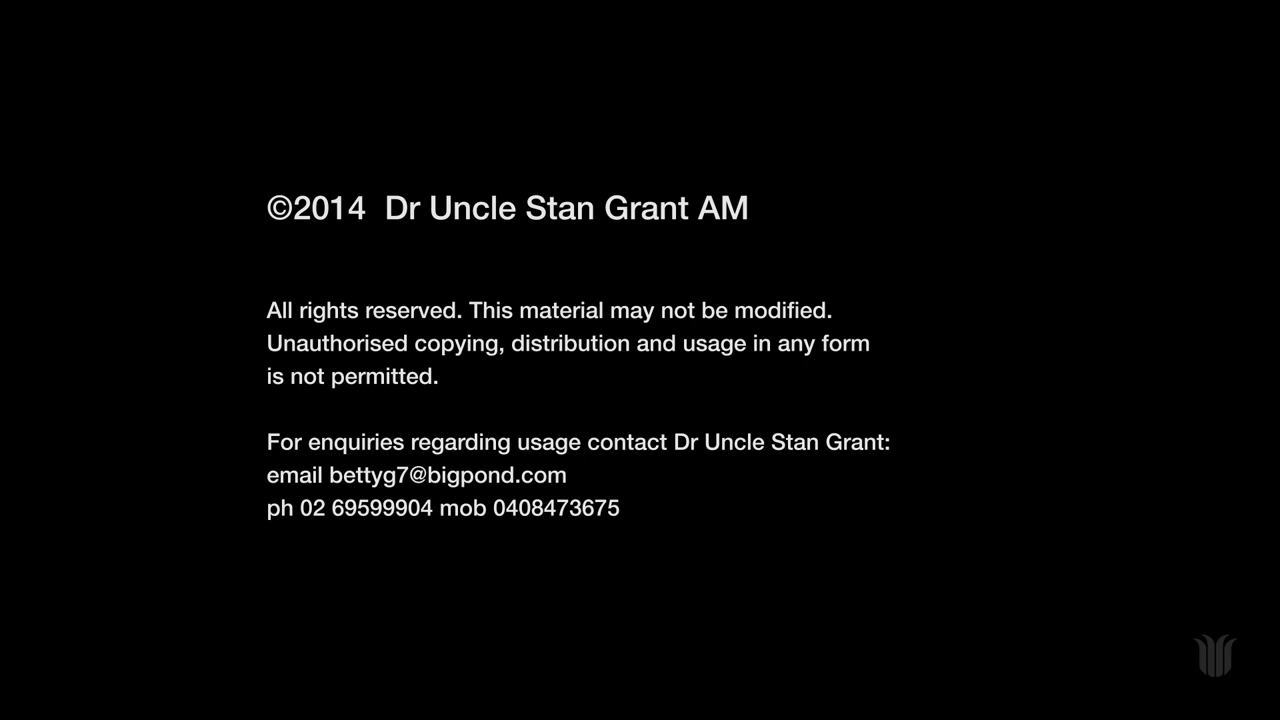 ©2014 Dr Uncle Stan Grant AM
All rights reserved. This material may not be modified.
Unauthorised copying, distribution and usage in any form
is not permitted.
For enquiries regarding usage contact Dr Uncle Stan Grant:
email bettyg7@bigpond.com
ph 02 69599904 mob 0408473675